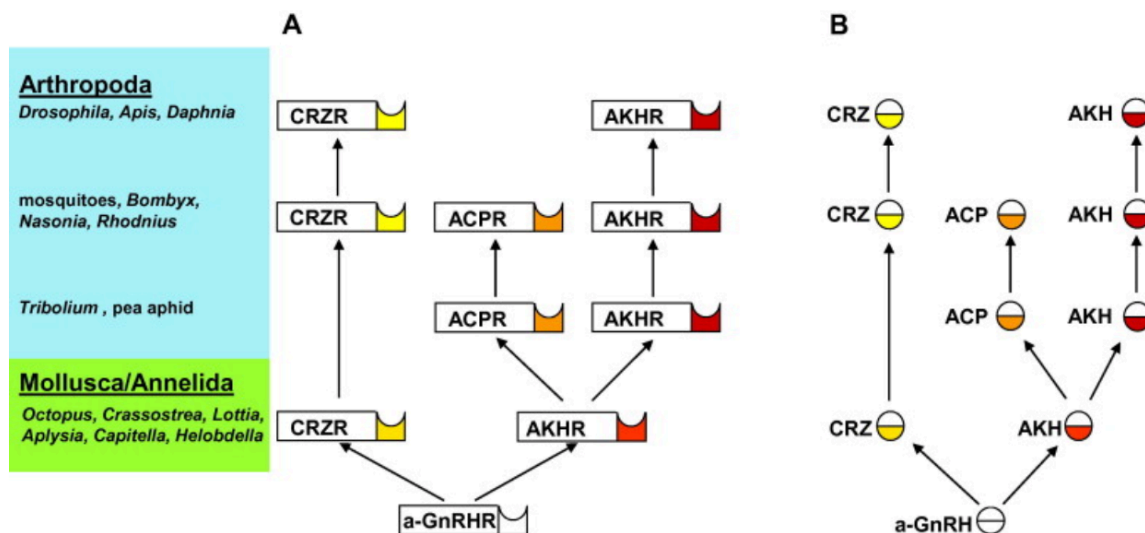 A
B
Arthropoda
Drosophila, Apis, Daphnia
CRZR
AKHR
CRZ
AKH
mosquitoes, Bombyx,
Nasonia, Rhodnius
CRZR
ACPR
AKHR
CRZ
ACP
AKH
Tribolium , pea aphid
ACPR
AKHR
ACP
AKH
Mollusca/Annelida
Octopus, Crassostrea, Lottia,
Aplysia, Capitella, Helobdella
CRZR
AKHR
CRZ
AKH
a-GnRHR
a-GnRH